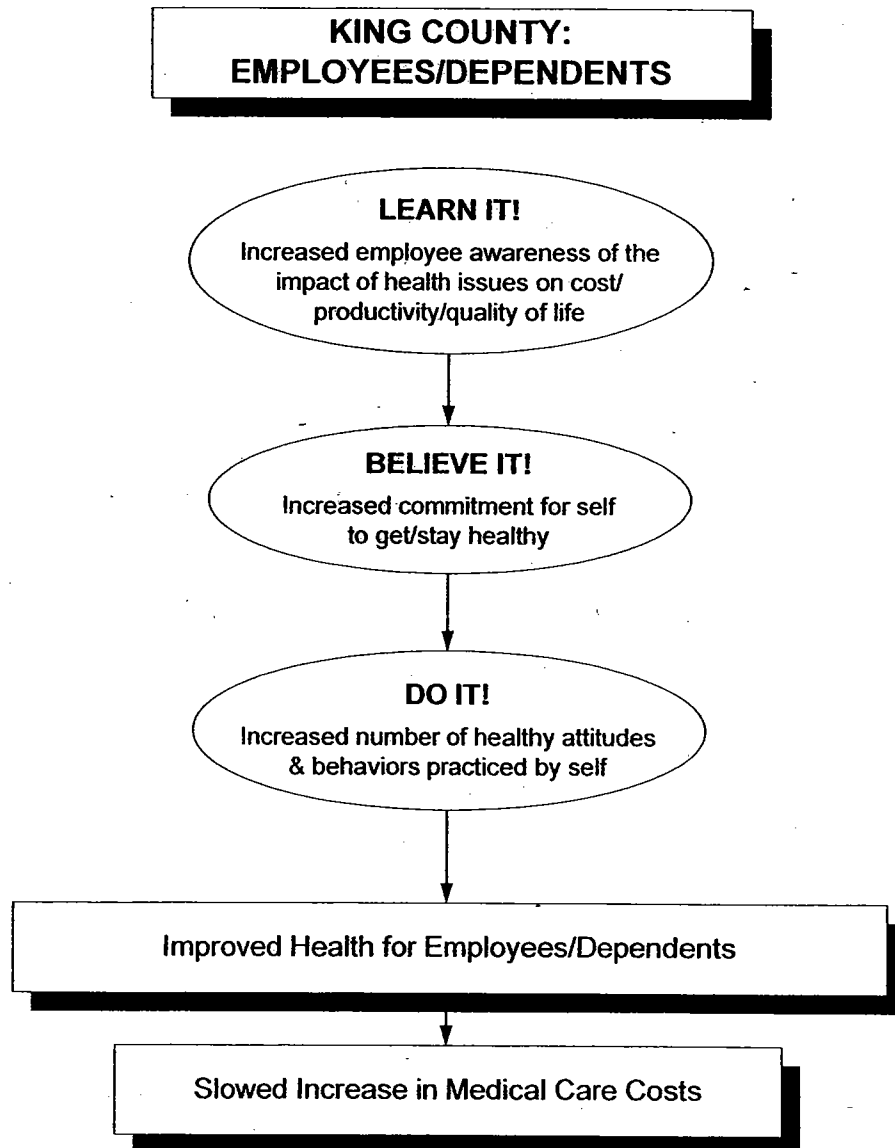 KING COUNTY:
EMPLOYEES/DEPENDENTS
LEARN IT!
Increased employee awareness of the
impact of health issues on cost/
productivity/quality of life
BELIEVE IT!
Increased commitment for self
to get/stay healthy
DO IT!
Increased number of healthy attitudes
& behaviors practiced by self
Improved Health for Employees/Dependents
Slowed Increase in Medical Care Costs